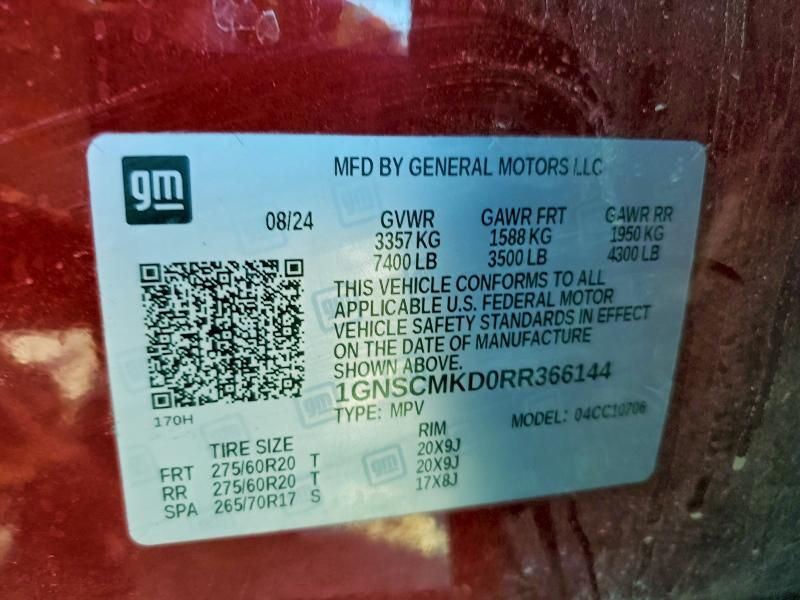 gm
MFD BY GENERAL MOTORS LLC
08/24 GVWR GAWR FRT GAWR RR
3357 KG 1588 KG 1950 KG
7400 LB 3500 LB 4300 LB
THIS VEHICLE CONFORMS TO ALL
APPLICABLE U.S. FEDERAL MOTOR
VEHICLE SAFETY STANDARDS IN EFFECT
ON THE DATE OF MANUFACTURE
SHOWN ABOVE.
1GNSCMKD0RR366144
170H
TYPE: MPV MODEL: 04CC10706
TIRE SIZE RIM
FRT 275/60R20 T 20X9J
RR 275/60R20 T 20X9J
SPA 265/70R17 S 17X8J